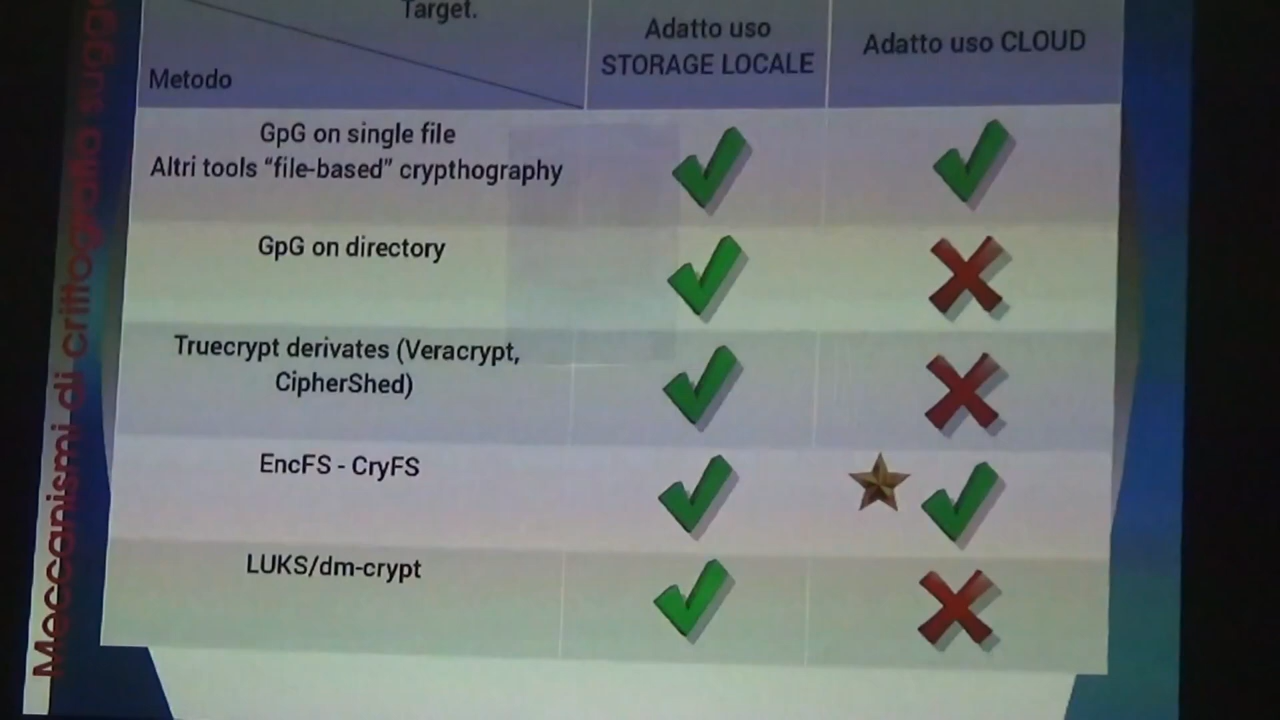 Meccanismi di crittografia
Target.
Metodo
Adatto uso
STORAGE LOCALE
Adatto uso CLOUD
GpG on single file
Altri tools “file-based” crypthography
GpG on directory
Truecrypt derivates (Veracrypt,
CipherShed)
EncFS - CryFS
LUKS/dm-crypt